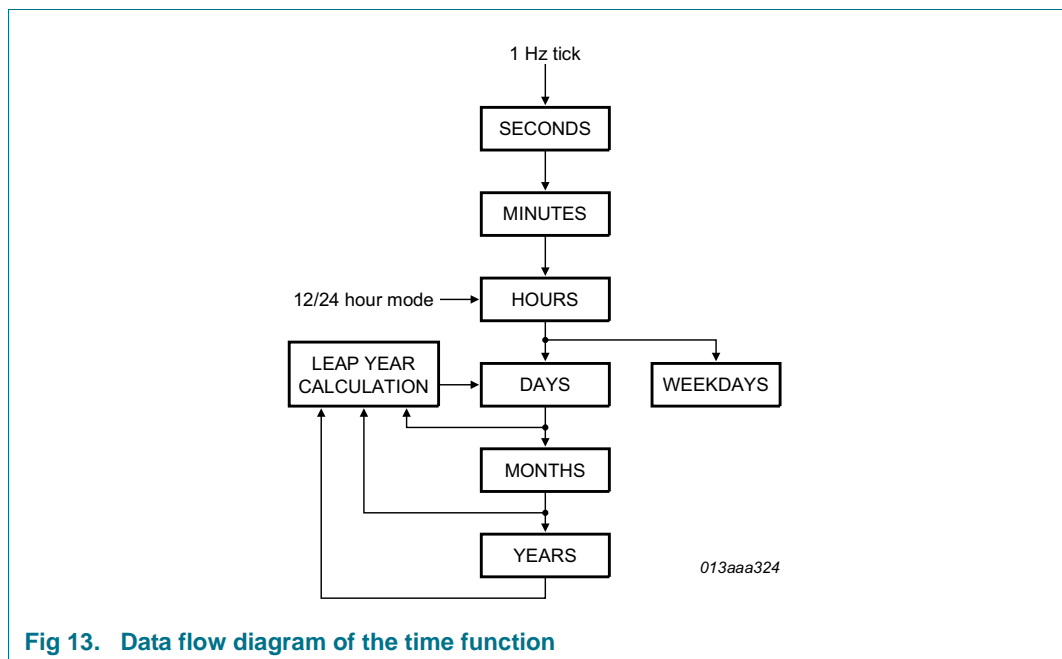 1 Hz tick
SECONDS
MINUTES
12/24 hour mode
HOURS
LEAP YEAR
CALCULATION
DAYS
WEEKDAYS
MONTHS
YEARS
013aaa324
Fig 13. Data flow diagram of the time function